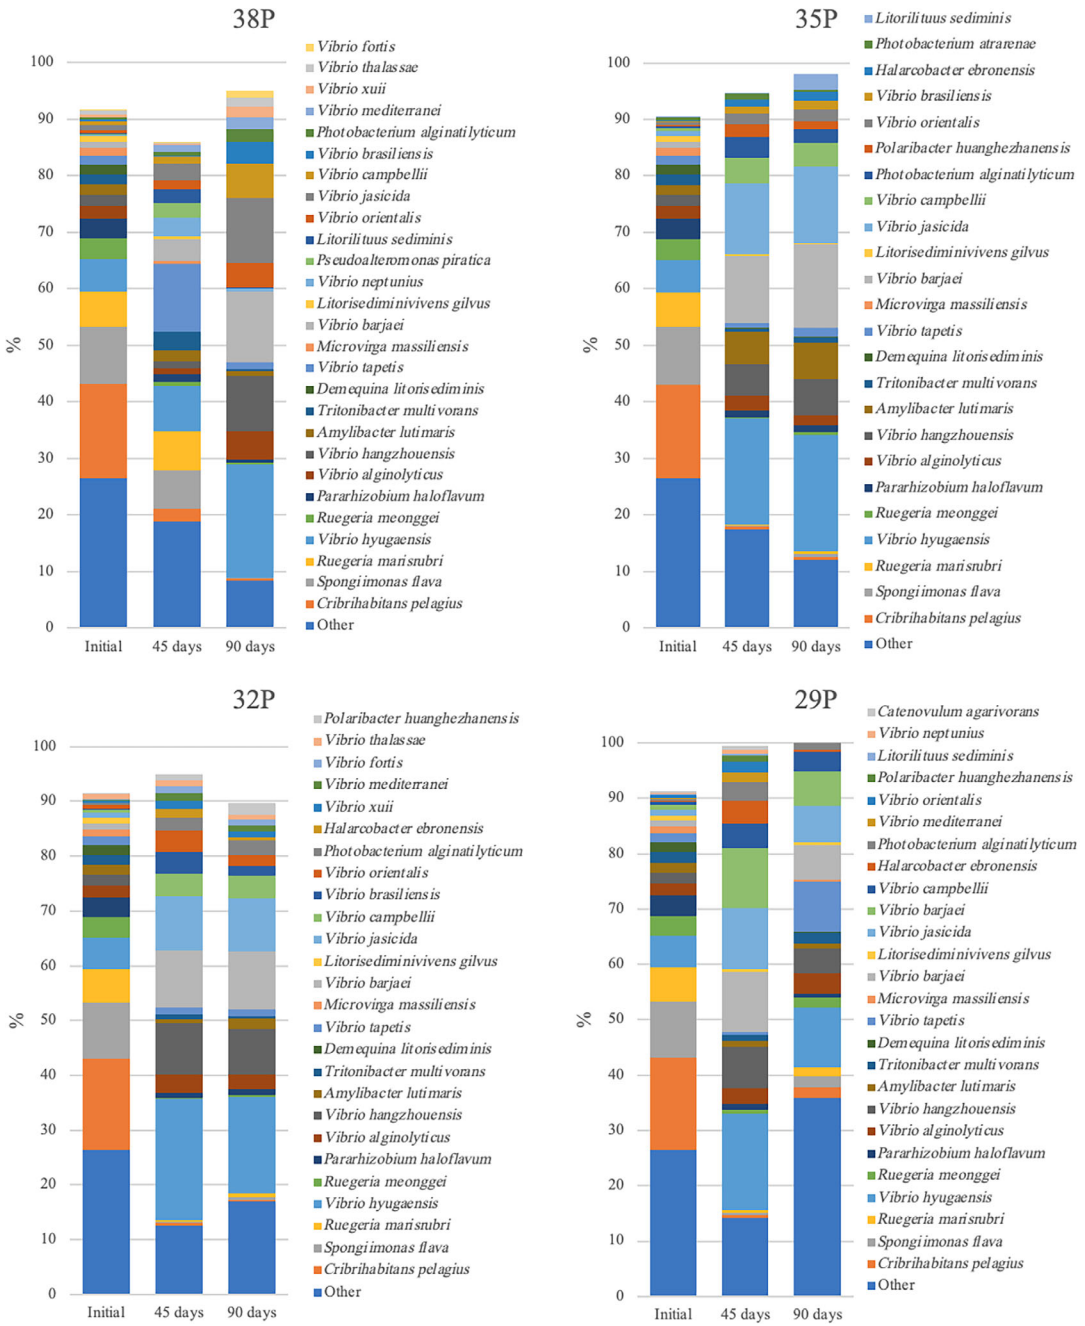 38P
100
90
80
70
60
50
40
30
20
10
0
%
Initial
45 days
90 days
Vibrio fortis
Vibrio thalassae
Vibrio xuii
Vibrio mediterranei
Photobacterium alginatilyticum
Vibrio brasiliensis
Vibrio campbellii
Vibrio jasicida
Vibrio orientalis
Litorilituus sediminis
Pseudoalteromonas piratica
Vibrio neptunius
Litorisediminivivens gilvus
Vibrio barjaei
Microvirga massiliensis
Vibrio tapetis
Demequina litorisediminis
Tritonibacter multivorans
Amylibacter lutimaris
Vibrio hangzhouensis
Vibrio alginolyticus
Pararhizobium haloflavum
Ruegeria meonggei
Vibrio hyugaensis
Ruegeria marisrubri
Spongiimonas flava
Cribrihabitans pelagius
Other
35P
100
90
80
70
60
50
40
30
20
10
0
%
Initial
45 days
90 days
Litorilituus sediminis
Photobacterium atrarenae
Halarcobacter ebronensis
Vibrio brasiliensis
Vibrio orientalis
Polaribacter huanghezhanensis
Photobacterium alginatilyticum
Vibrio campbellii
Vibrio jasicida
Litorisediminivivens gilvus
Vibrio barjaei
Microvirga massiliensis
Vibrio tapetis
Demequina litorisediminis
Tritonibacter multivorans
Amylibacter lutimaris
Vibrio hangzhouensis
Vibrio alginolyticus
Pararhizobium haloflavum
Ruegeria meonggei
Vibrio hyugaensis
Ruegeria marisrubri
Spongiimonas flava
Cribrihabitans pelagius
Other
32P
100
90
80
70
60
50
40
30
20
10
0
%
Initial
45 days
90 days
Polaribacter huanghezhanensis
Vibrio thalassae
Vibrio fortis
Vibrio mediterranei
Vibrio xuii
Halarcobacter ebronensis
Photobacterium alginatilyticum
Vibrio orientalis
Vibrio brasiliensis
Vibrio campbellii
Vibrio jasicida
Litorisediminivivens gilvus
Vibrio barjaei
Microvirga massiliensis
Vibrio tapetis
Demequina litorisediminis
Tritonibacter multivorans
Amylibacter lutimaris
Vibrio hangzhouensis
Vibrio alginolyticus
Pararhizobium haloflavum
Ruegeria meonggei
Vibrio hyugaensis
Ruegeria marisrubri
Spongiimonas flava
Cribrihabitans pelagius
Other
29P
100
90
80
70
60
50
40
30
20
10
0
%
Initial
45 days
90 days
Catenovulum agarivorans
Vibrio neptunius
Litorilituus sediminis
Polaribacter huanghezhanensis
Vibrio orientalis
Vibrio mediterranei
Photobacterium alginatilyticum
Halarcobacter ebronensis
Vibrio campbellii
Vibrio barjaei
Vibrio jasicida
Litorisediminivivens gilvus
Vibrio barjaei
Microvirga massiliensis
Vibrio tapetis
Demequina litorisediminis
Tritonibacter multivorans
Amylibacter lutimaris
Vibrio hangzhouensis
Vibrio alginolyticus
Pararhizobium haloflavum
Ruegeria meonggei
Vibrio hyugaensis
Ruegeria marisrubri
Spongiimonas flava
Cribrihabitans pelagius
Other